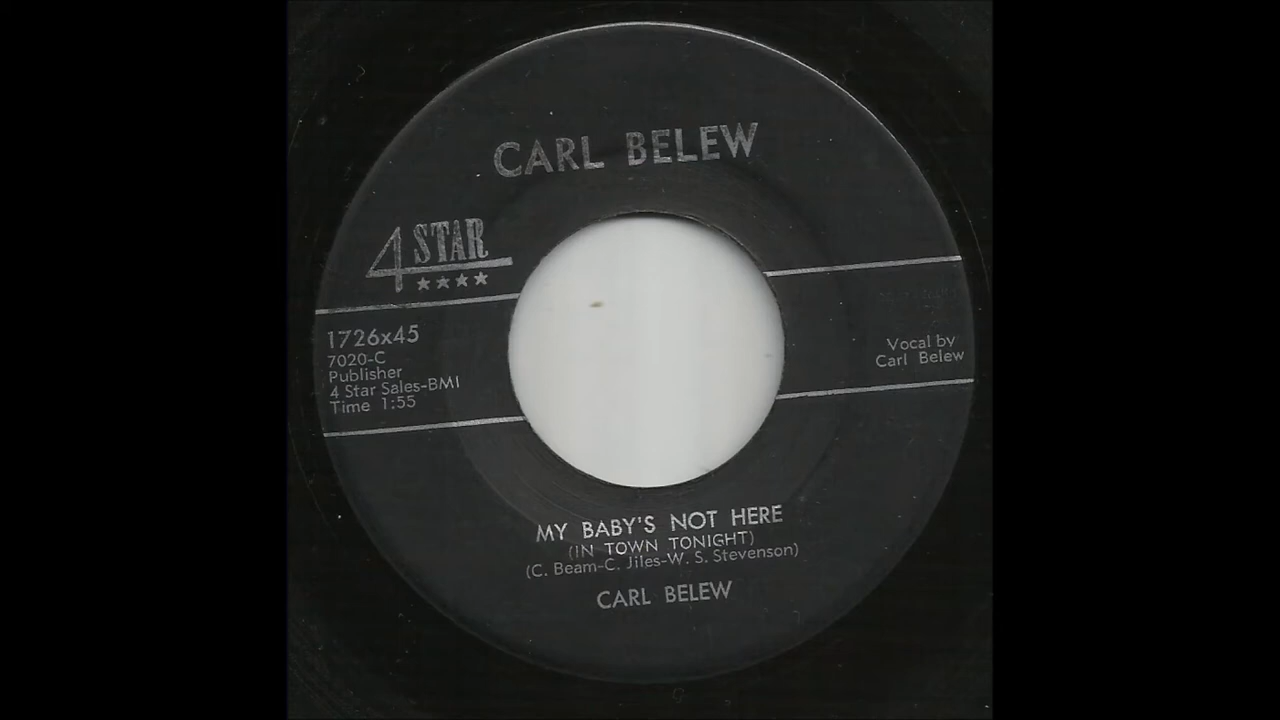 CARL BELEW
4 STAR
★★★★
1726x45
7020-C
Publisher
4 Star Sales-BMI
Time 1:55
Vocal by
Carl Belew
MY BABY'S NOT HERE
(IN TOWN TONIGHT)
(C. Beam-C. Jiles-W. S. Stevenson)
CARL BELEW